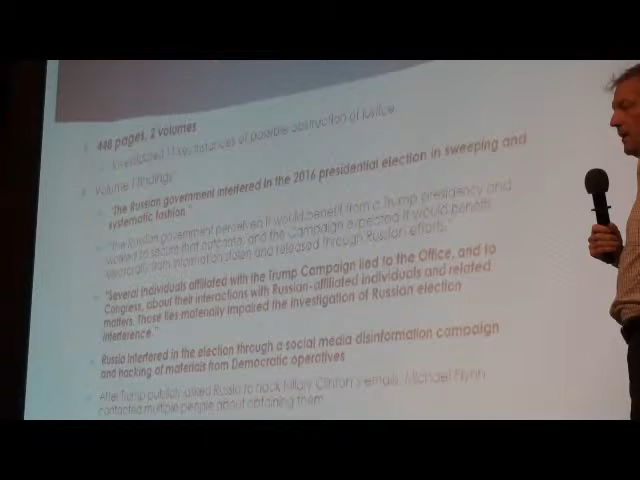 448 pages, 2 volumes
Investigated 11 key instances of possible obstruction of justice
Volume I findings
"The Russian government interfered in the 2016 presidential election in sweeping and
systematic fashion."
"The Russian government perceived it would benefit from a Trump presidency and
worked to secure that outcome, and the Campaign expected it would benefit
electorally from information stolen and released through Russian efforts."
"Several individuals affiliated with the Trump Campaign lied to the Office, and to
Congress, about their interactions with Russian-affiliated individuals and related
matters. Those lies materially impaired the investigation of Russian election
interference."
Russia interfered in the election through a social media disinformation campaign
and hacking of materials from Democratic operatives
After Trump publicly asked Russia to hack Hillary Clinton's emails, Michael Flynn
contacted multiple people about obtaining them